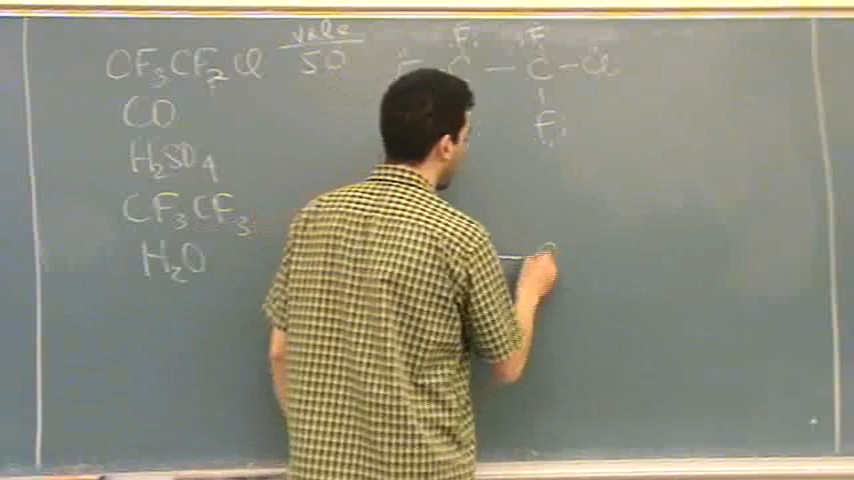 vale
CF₃CF₂Cl 50
F F
F C — C — Cl
F
CO
H₂SO₄
CF₃CF₃
H₂O